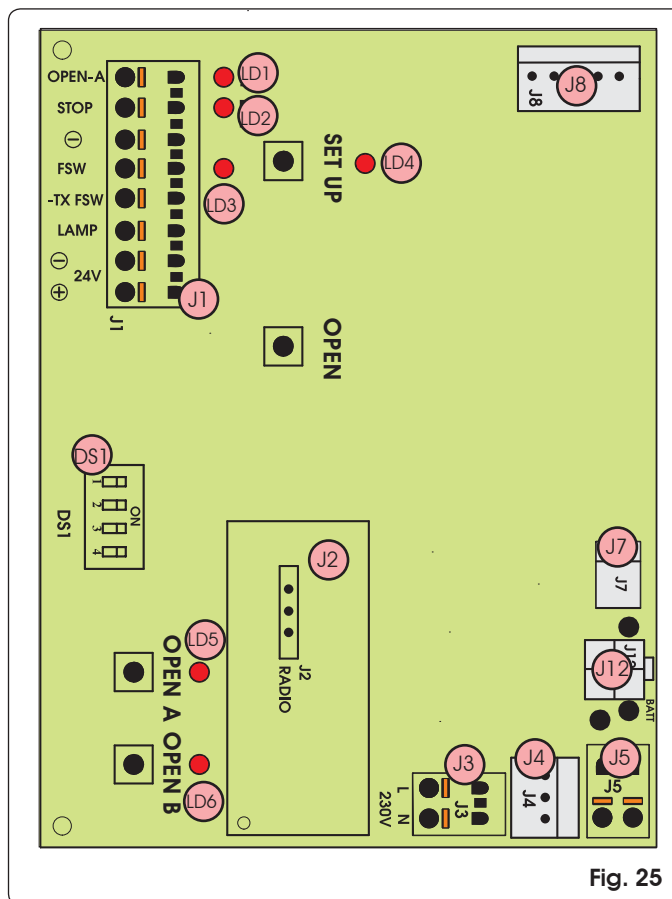 OPEN-A
STOP
⊖
FSW
-TX FSW
LAMP
⊖
24V
⊕
J1
J1
LD1
LD2
LD3
SET UP
LD4
J8
J8
OPEN
DS1
DS1
1
2
3
4
ON
J2
J2
RADIO
J7
J7
J12
BATT
LD5
OPEN A
LD6
OPEN B
J3
J3
L
N
230V
J4
J4
J5
J5
Fig. 25